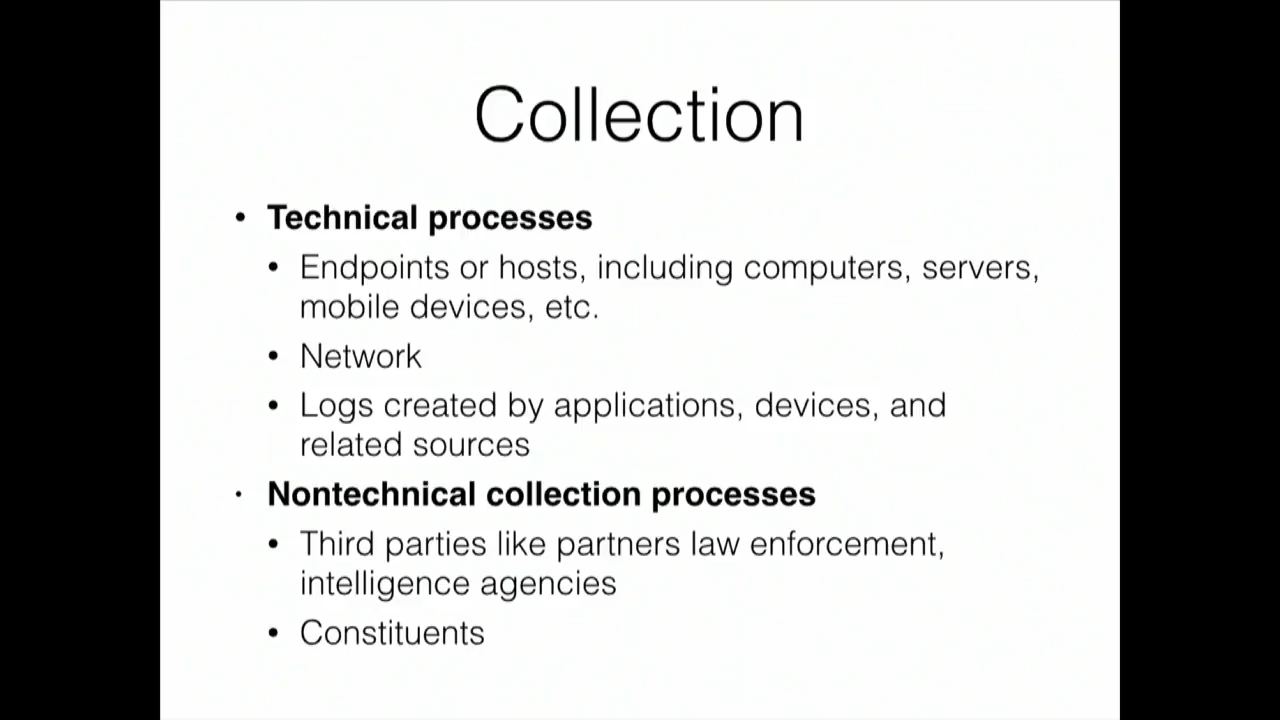 Collection
• Technical processes
• Endpoints or hosts, including computers, servers,
mobile devices, etc.
• Network
• Logs created by applications, devices, and
related sources
• Nontechnical collection processes
• Third parties like partners law enforcement,
intelligence agencies
• Constituents